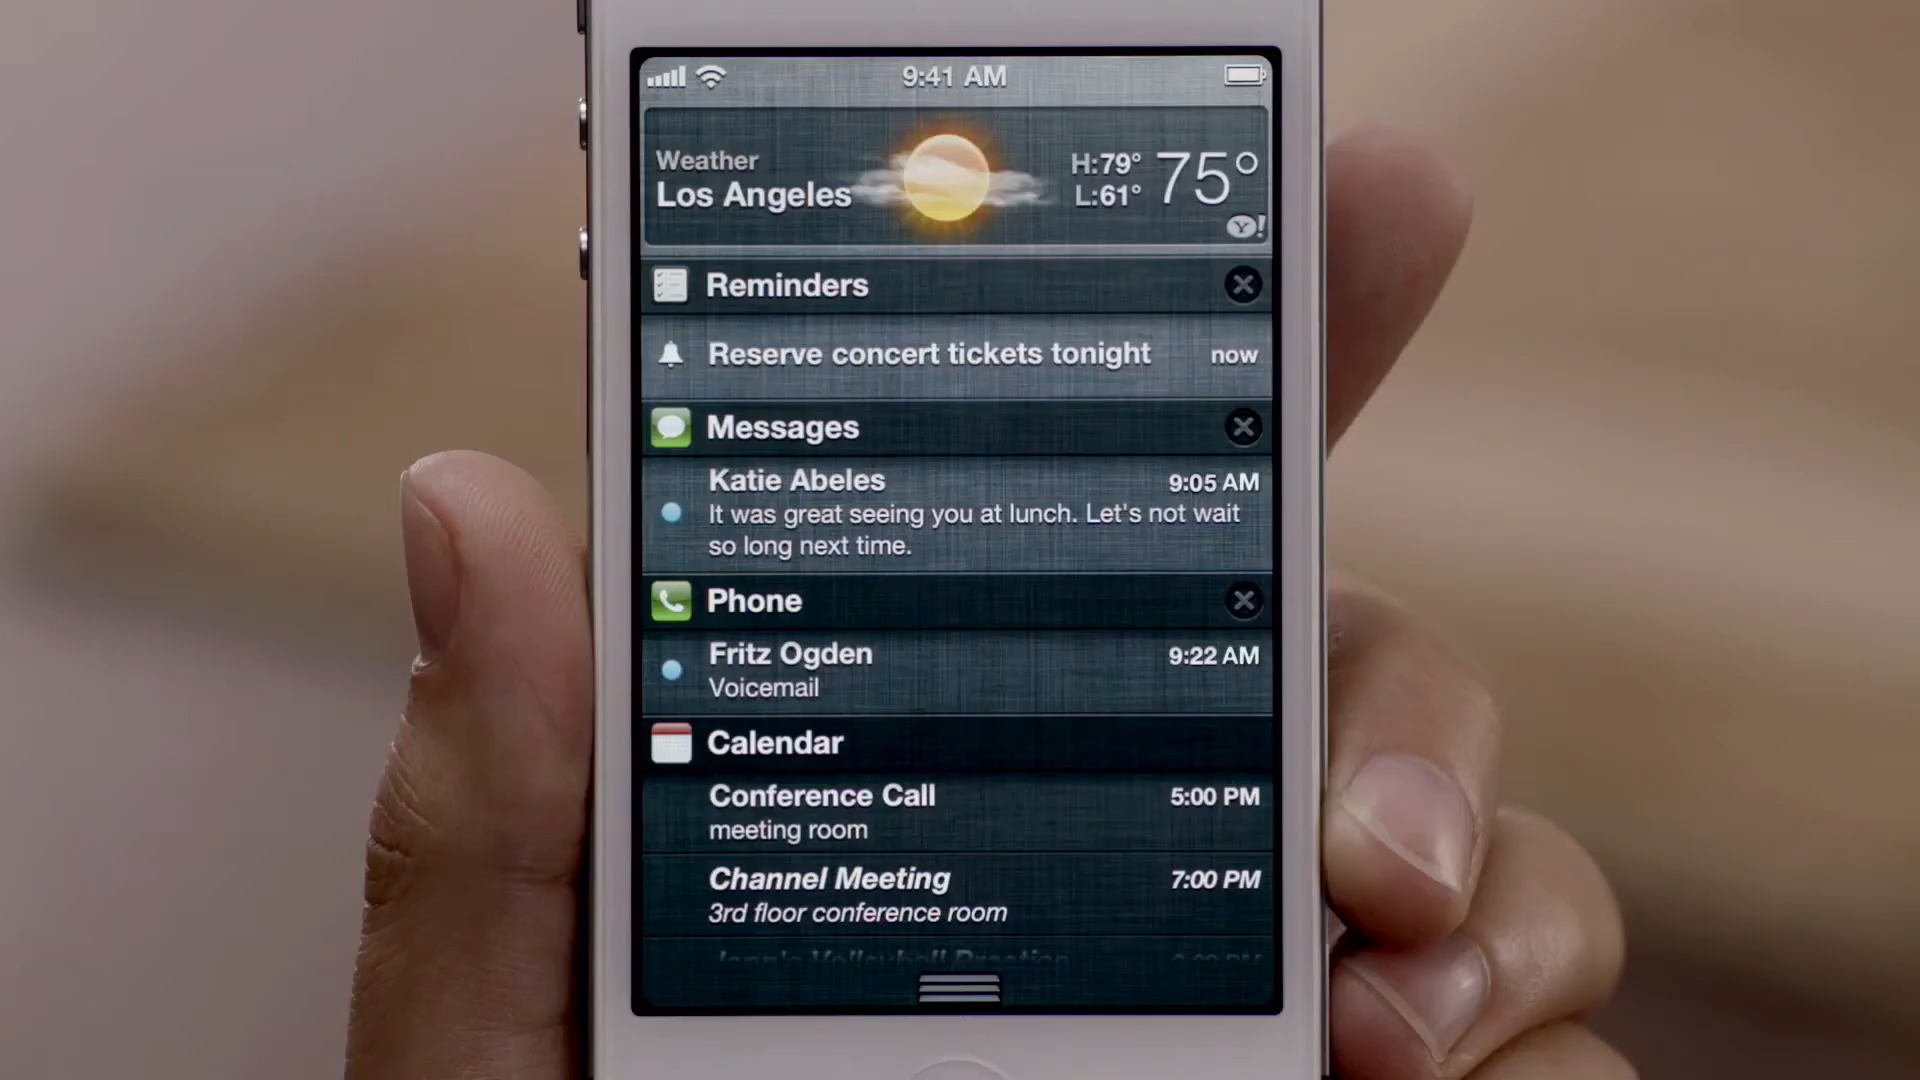 9:41 AM
Weather
Los Angeles
H:79°
L:61°
75°
Y!
Reminders
Reserve concert tickets tonight now
Messages
Katie Abeles 9:05 AM
It was great seeing you at lunch. Let's not wait
so long next time.
Phone
Fritz Ogden 9:22 AM
Voicemail
Calendar
Conference Call 5:00 PM
meeting room
Channel Meeting 7:00 PM
3rd floor conference room
Volleyball Practice